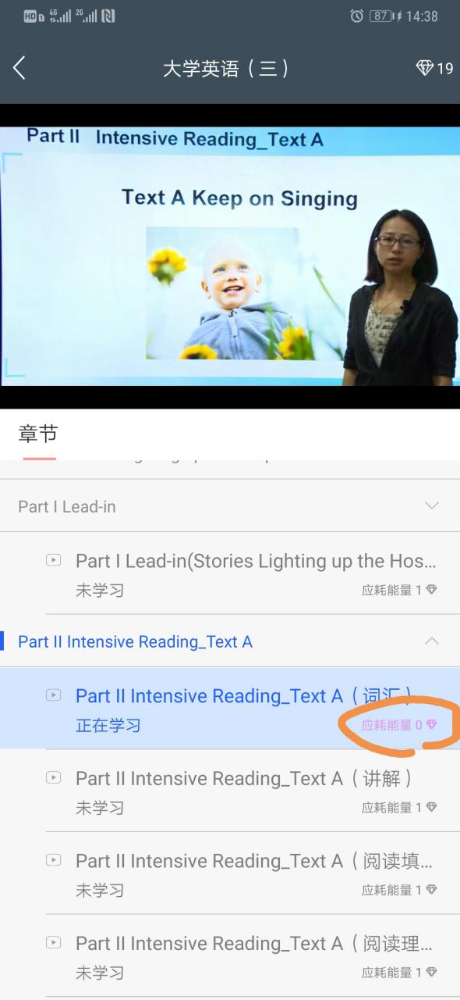 HD 4G 2G 87 14:38
大学英语（三） 19
Part II Intensive Reading_Text A
Text A Keep on Singing
章节
Part I Lead-in
Part I Lead-in(Stories Lighting up the Hos...
未学习 应耗能量 1
Part II Intensive Reading_Text A
Part II Intensive Reading_Text A（词汇）
正在学习 应耗能量 0
Part II Intensive Reading_Text A（讲解）
未学习 应耗能量 1
Part II Intensive Reading_Text A（阅读填...
未学习 应耗能量 1
Part II Intensive Reading_Text A（阅读理...
未学习 应耗能量 1